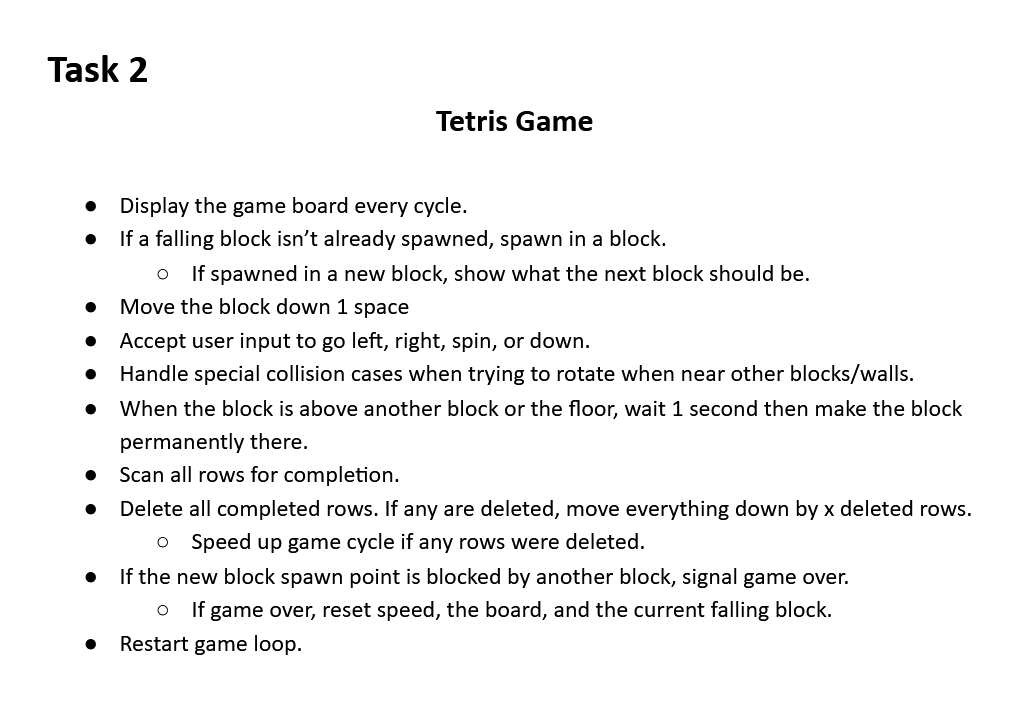 Task 2
Tetris Game
● Display the game board every cycle.
● If a falling block isn’t already spawned, spawn in a block.
○ If spawned in a new block, show what the next block should be.
● Move the block down 1 space
● Accept user input to go left, right, spin, or down.
● Handle special collision cases when trying to rotate when near other blocks/walls.
● When the block is above another block or the floor, wait 1 second then make the block
permanently there.
● Scan all rows for completion.
● Delete all completed rows. If any are deleted, move everything down by x deleted rows.
○ Speed up game cycle if any rows were deleted.
● If the new block spawn point is blocked by another block, signal game over.
○ If game over, reset speed, the board, and the current falling block.
● Restart game loop.